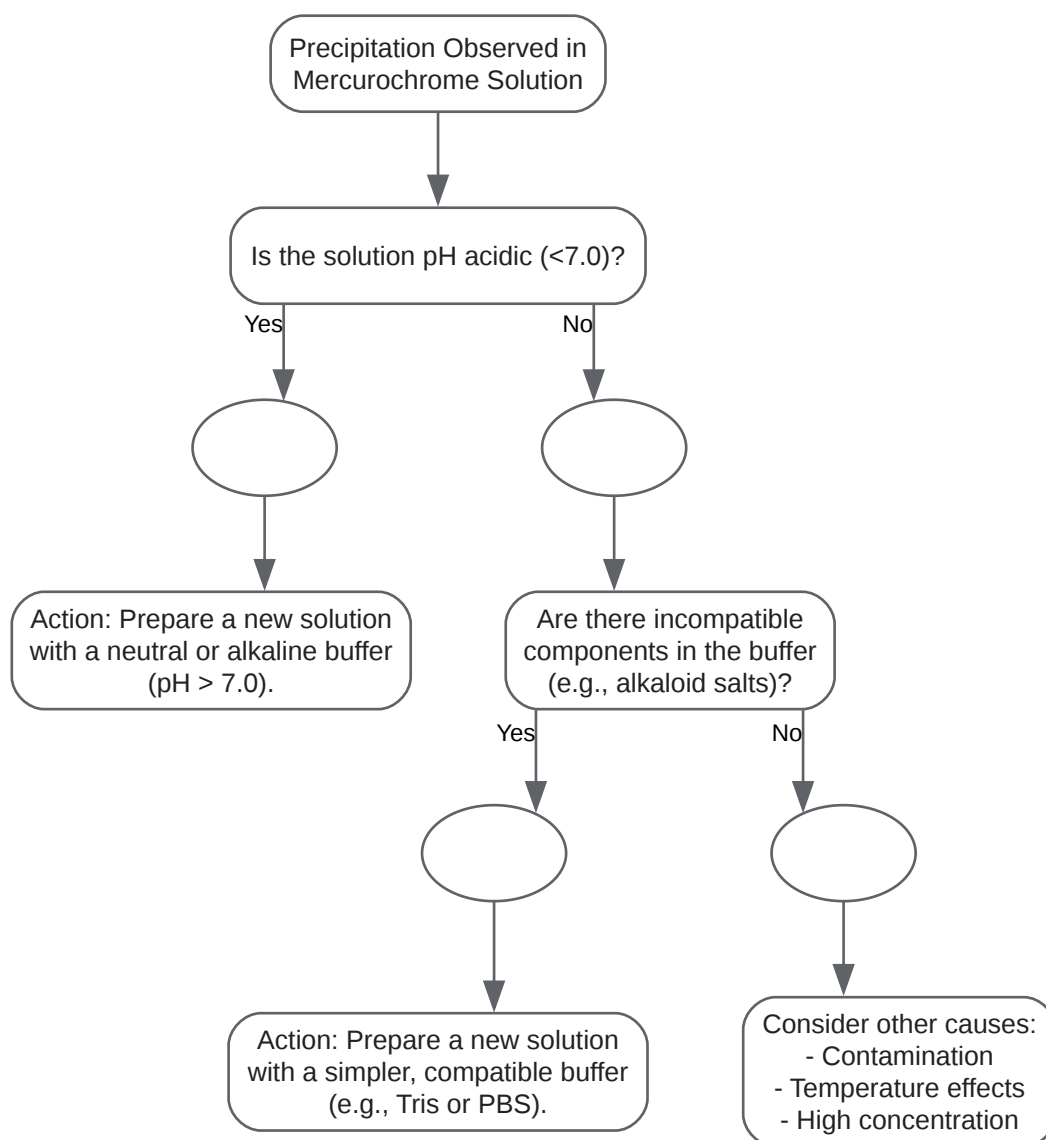 Precipitation Observed in
Mercurochrome Solution
Is the solution pH acidic (<7.0)?
Yes
No
Action: Prepare a new solution
with a neutral or alkaline buffer
(pH > 7.0).
Are there incompatible
components in the buffer
(e.g., alkaloid salts)?
Yes
No
Action: Prepare a new solution
with a simpler, compatible buffer
(e.g., Tris or PBS).
Consider other causes:
- Contamination
- Temperature effects
- High concentration